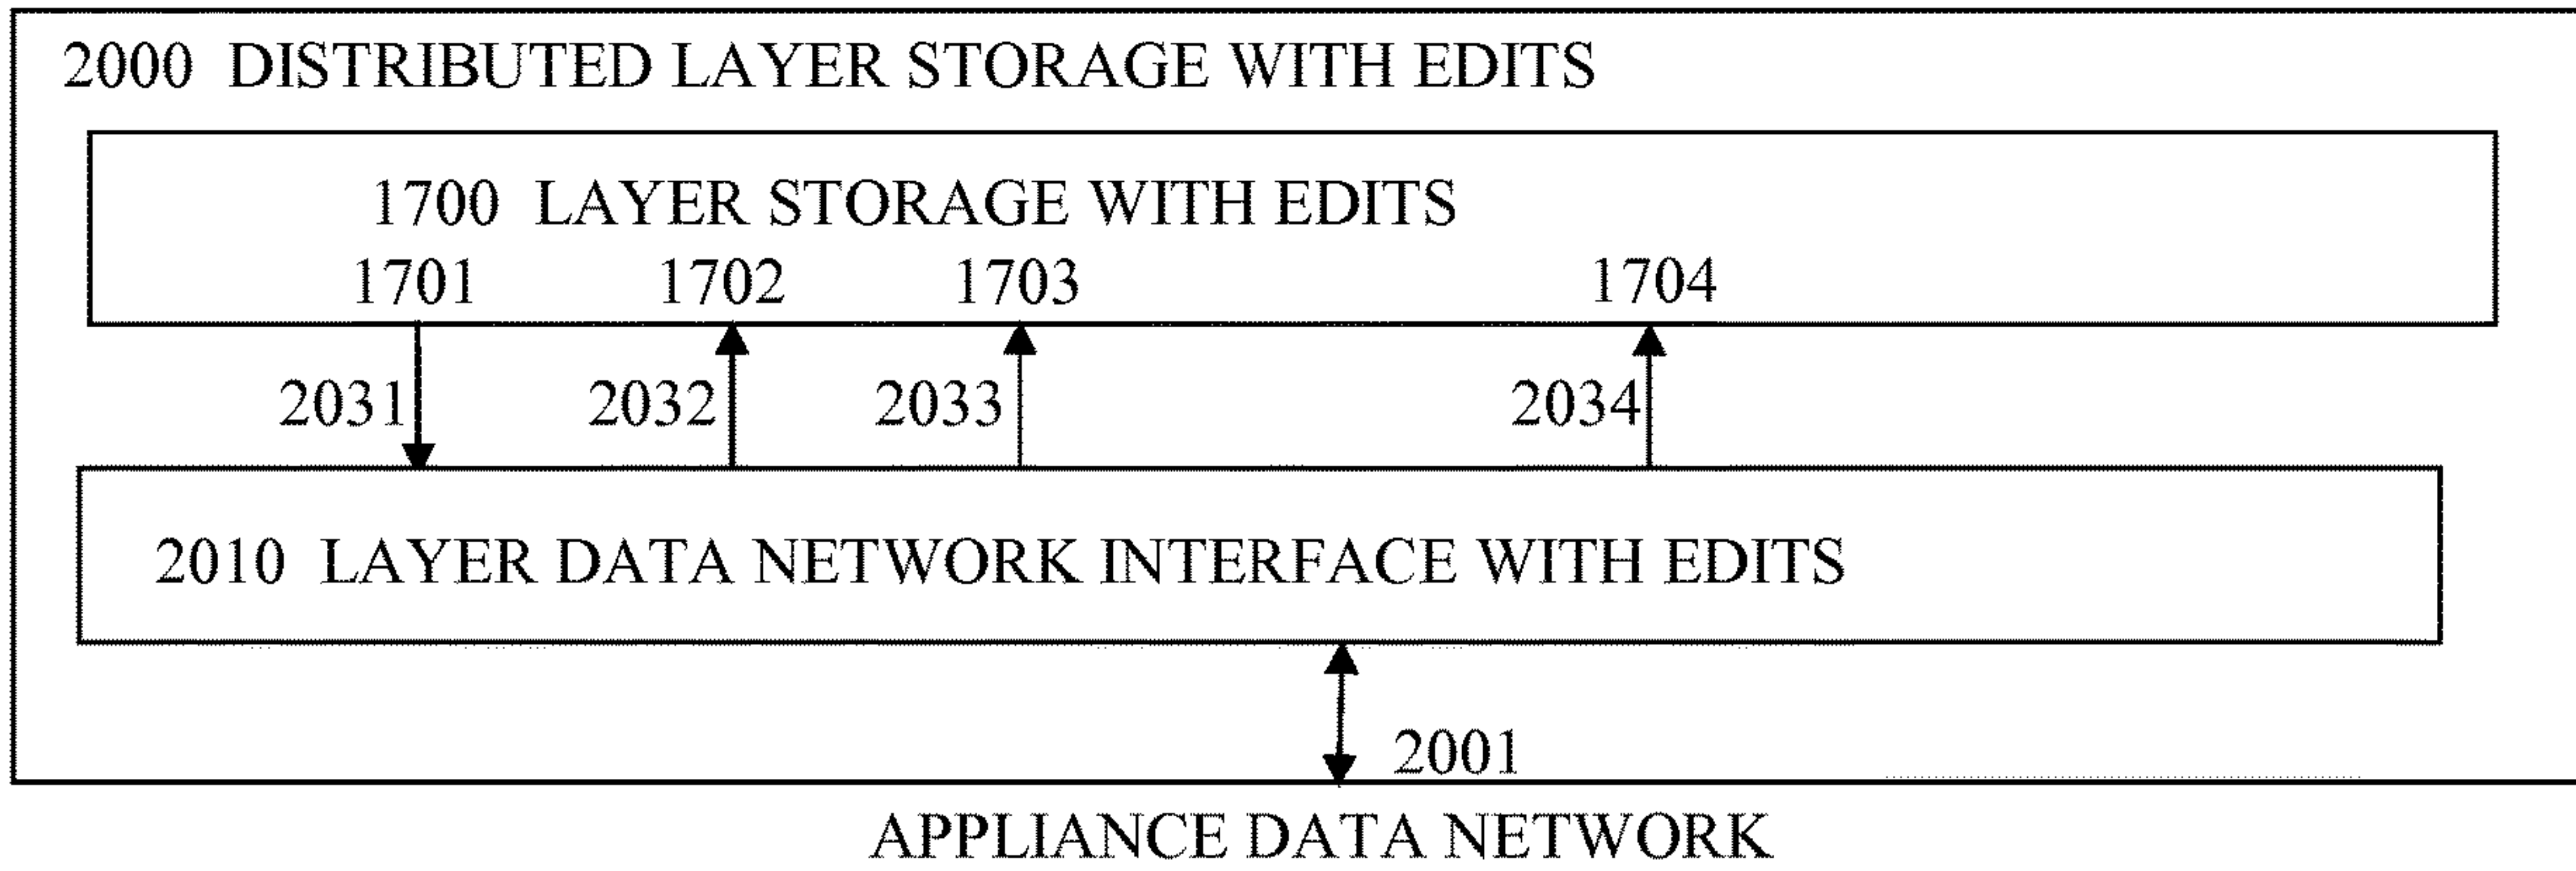 2000 DISTRIBUTED LAYER STORAGE WITH EDITS
1700 LAYER STORAGE WITH EDITS
1701 1702 1703 1704
2031 2032 2033 2034
2010 LAYER DATA NETWORK INTERFACE WITH EDITS
2001
APPLIANCE DATA NETWORK